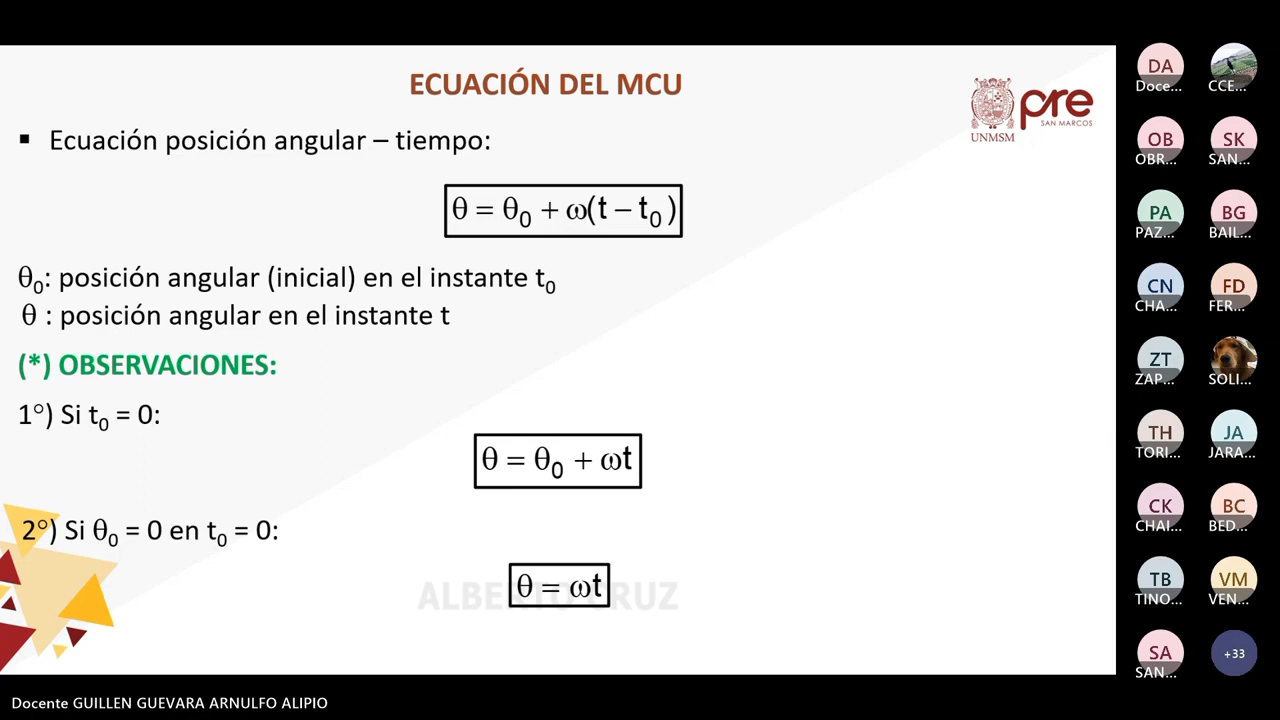 ECUACIÓN DEL MCU
UNMSM
pre
SAN MARCOS
▪ Ecuación posición angular – tiempo:
θ = θ₀ + ω(t – t₀)
θ₀: posición angular (inicial) en el instante t₀
θ : posición angular en el instante t
(*) OBSERVACIONES:
1°) Si t₀ = 0:
θ = θ₀ + ωt
2°) Si θ₀ = 0 en t₀ = 0:
θ = ωt
ALBERTO CRUZ
DA
Doce...
CCE...
OB
OBR...
SK
SAN...
PA
PAZ...
BG
BAIL...
CN
CHA...
FD
FER...
ZT
ZAP...
SOLI...
TH
TORI...
JA
JARA...
CK
CHAI...
BC
BED...
TB
TINO...
VM
VEN...
SA
SAN...
+33
Docente GUILLEN GUEVARA ARNULFO ALIPIO